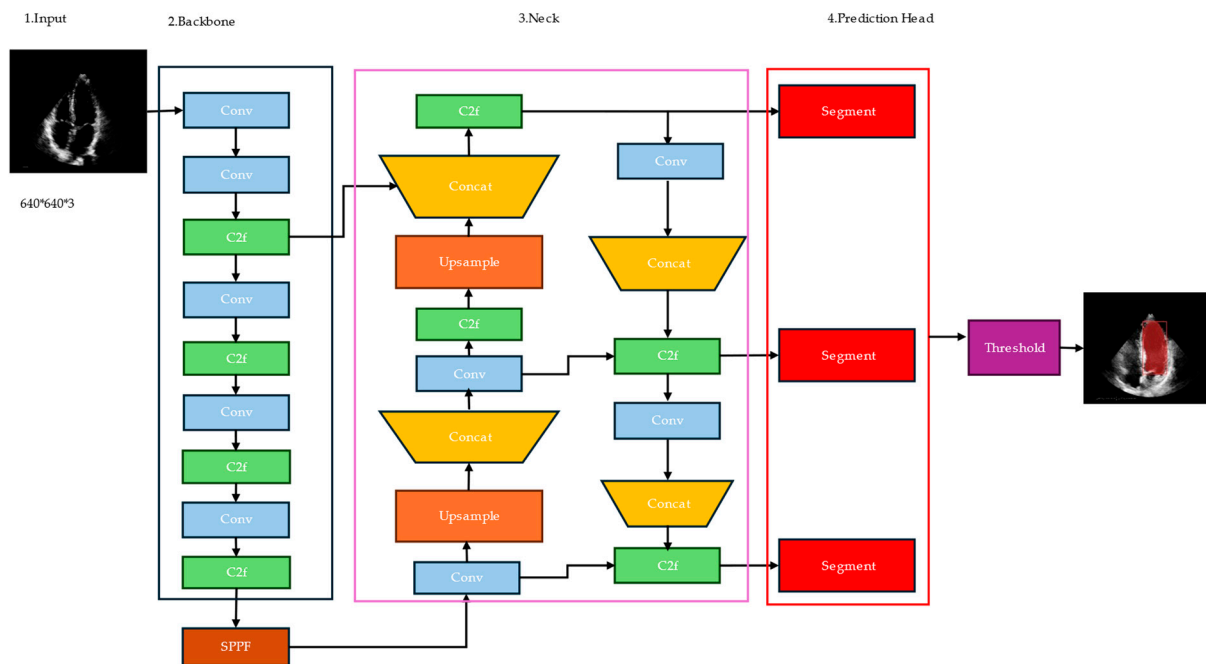 1.Input
2.Backbone
3.Neck
4.Prediction Head
640*640*3
Conv
Conv
C2f
Conv
C2f
Conv
C2f
Conv
C2f
SPPF
C2f
Concat
Upsample
C2f
Conv
Concat
Upsample
Conv
Conv
Concat
C2f
Conv
Concat
C2f
Segment
Segment
Segment
Threshold